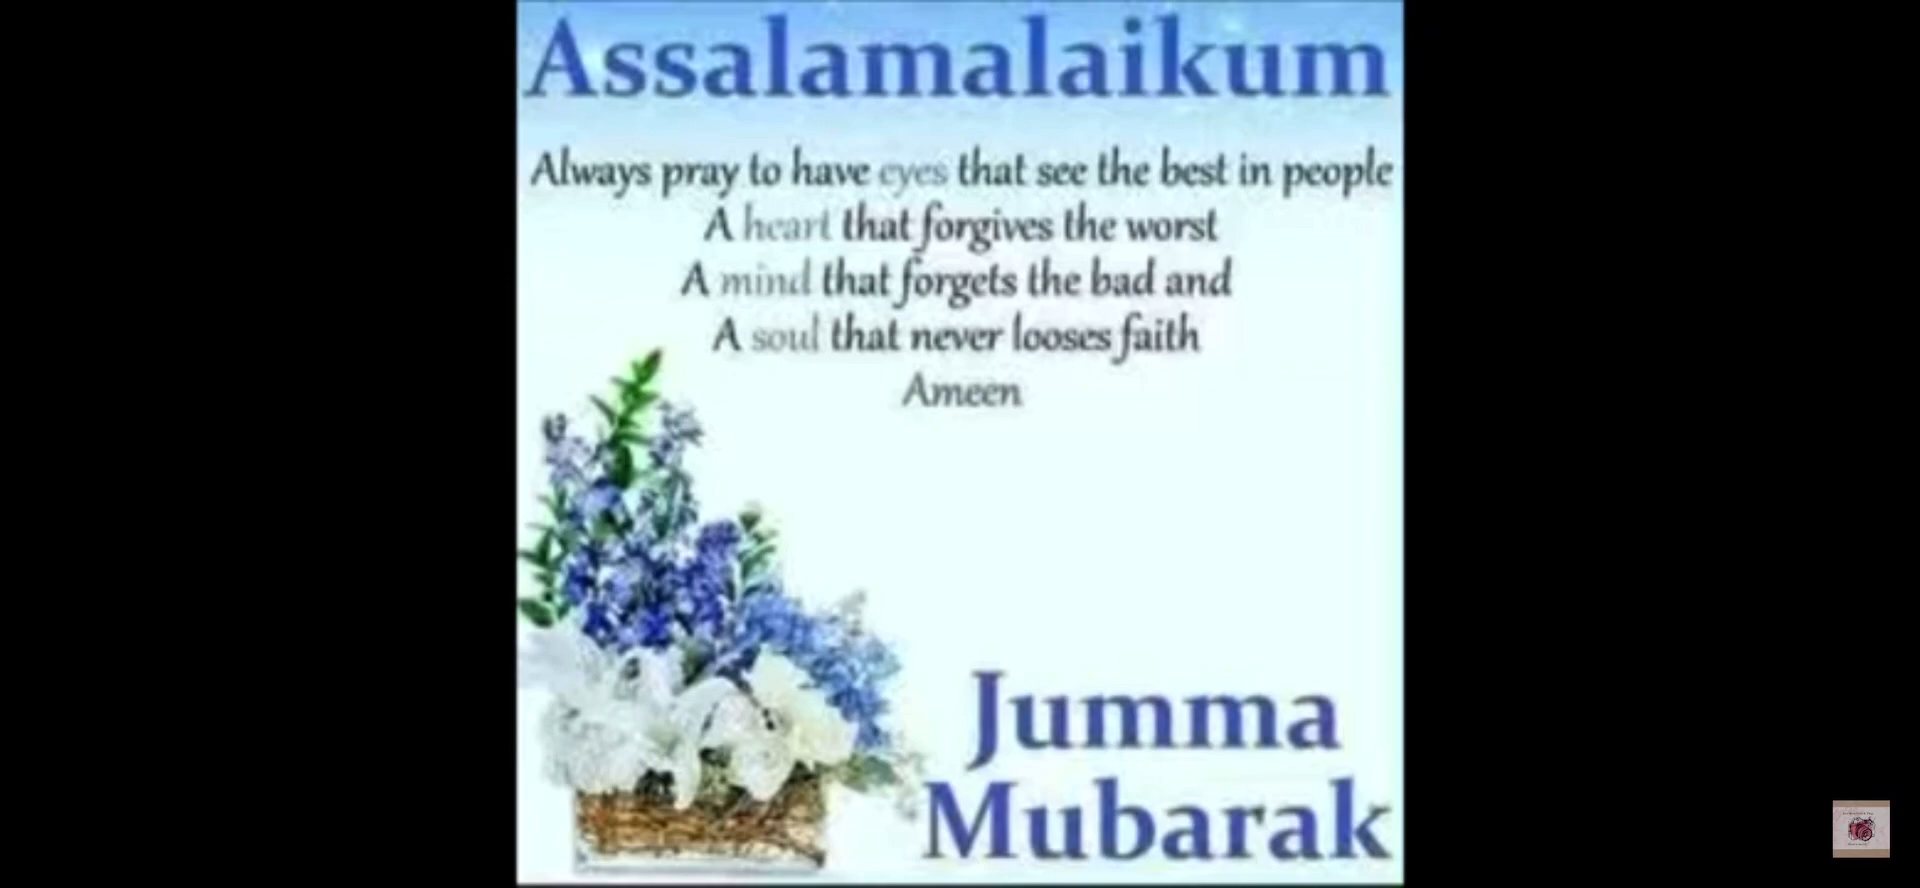 Assalamalaikum
Always pray to have eyes that see the best in people
A heart that forgives the worst
A mind that forgets the bad and
A soul that never looses faith
Ameen
Jumma
Mubarak